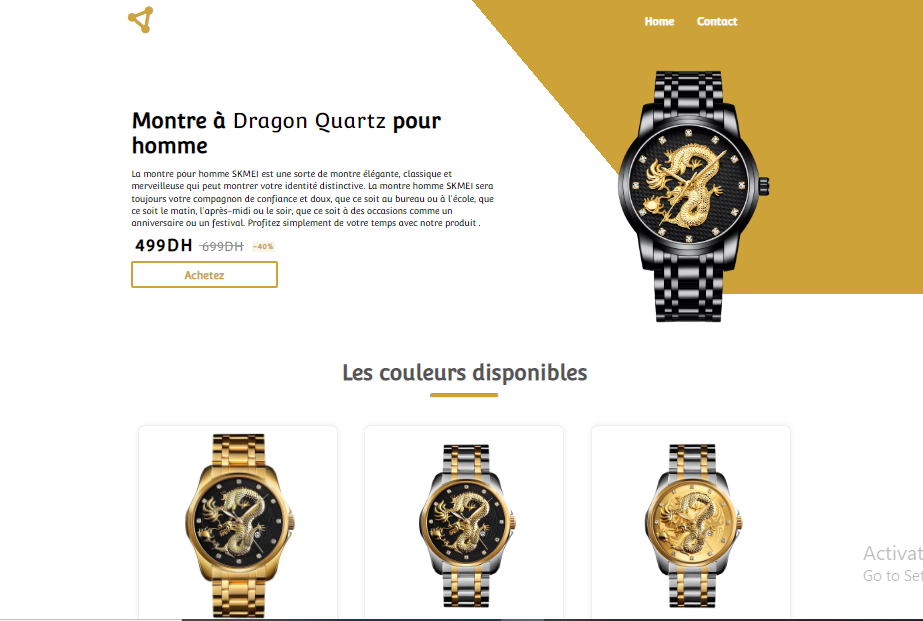 Home Contact
Montre à Dragon Quartz pour
homme
La montre pour homme SKMEI est une sorte de montre élégante, classique et
merveilleuse qui peut montrer votre identité distinctive. La montre homme SKMEI sera
toujours votre compagnon de confiance et doux, que ce soit au bureau ou à l'école, que
ce soit le matin, l'après-midi ou le soir, que ce soit à des occasions comme un
anniversaire ou un festival. Profitez simplement de votre temps avec notre produit .
499DH 699DH -40%
Achetez
Les couleurs disponibles
Activat
Go to Set